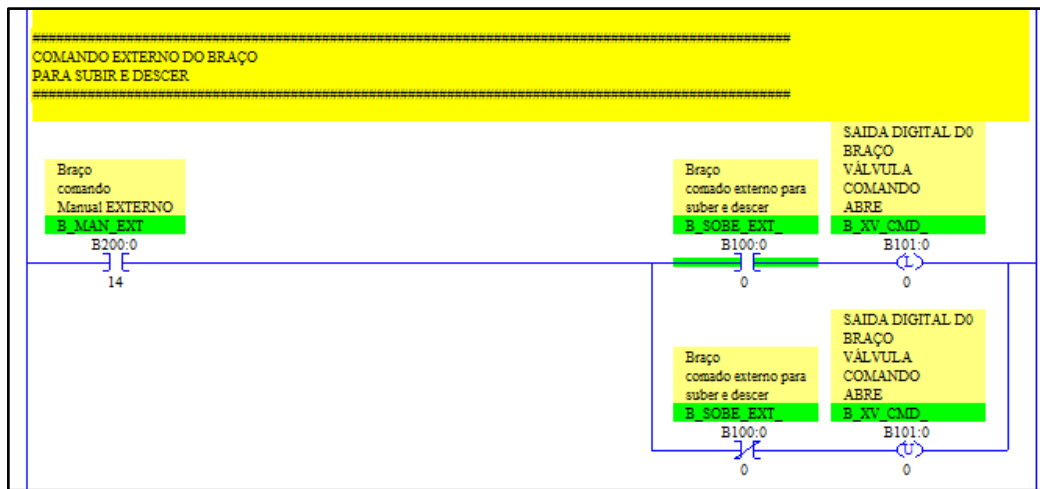 ################################################################################################
COMANDO EXTERNO DO BRAÇO
PARA SUBIR E DESCER
################################################################################################
Braço
comando
Manual EXTERNO
B_MAN_EXT
B200:0
14
Braço
comado externo para
suber e descer
B_SOBE_EXT_
B100:0
0
SAIDA DIGITAL D0
BRAÇO
VÁLVULA
COMANDO
ABRE
B_XV_CMD_
B101:0
L
0
Braço
comado externo para
suber e descer
B_SOBE_EXT_
B100:0
0
SAIDA DIGITAL D0
BRAÇO
VÁLVULA
COMANDO
ABRE
B_XV_CMD_
B101:0
U
0